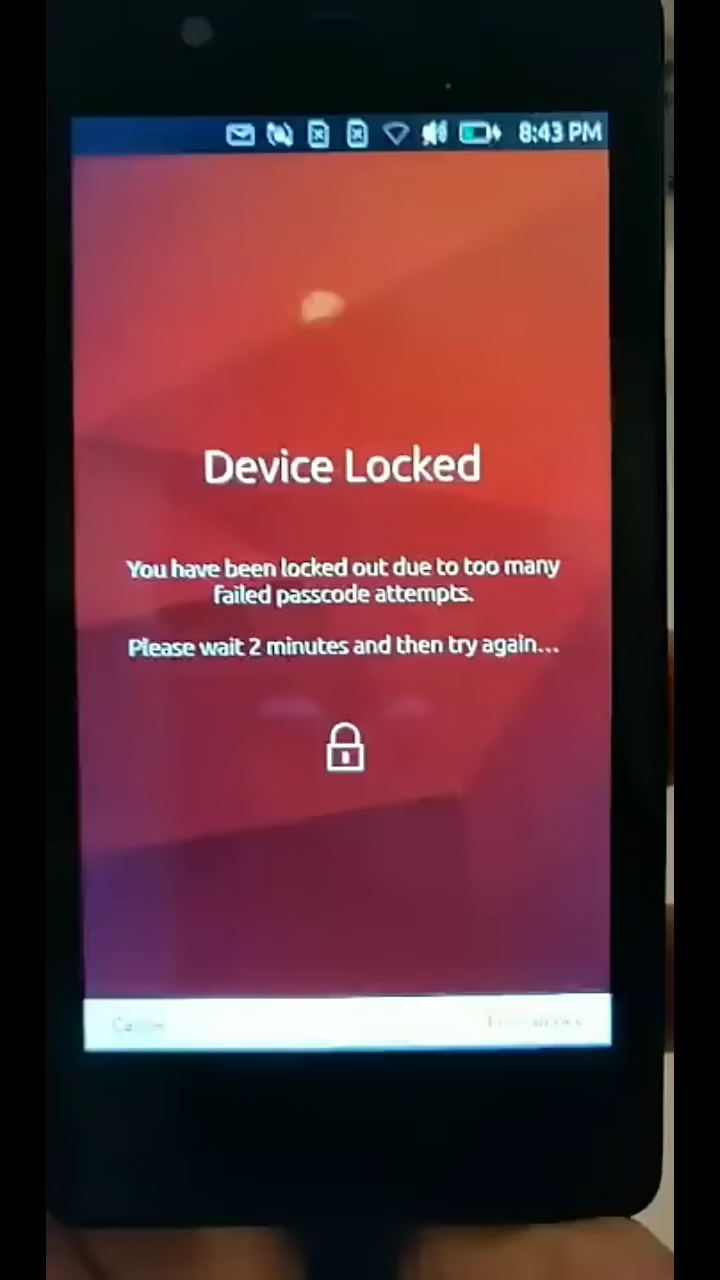 8:43 PM
Device Locked
You have been locked out due to too many
failed passcode attempts.
Please wait 2 minutes and then try again...